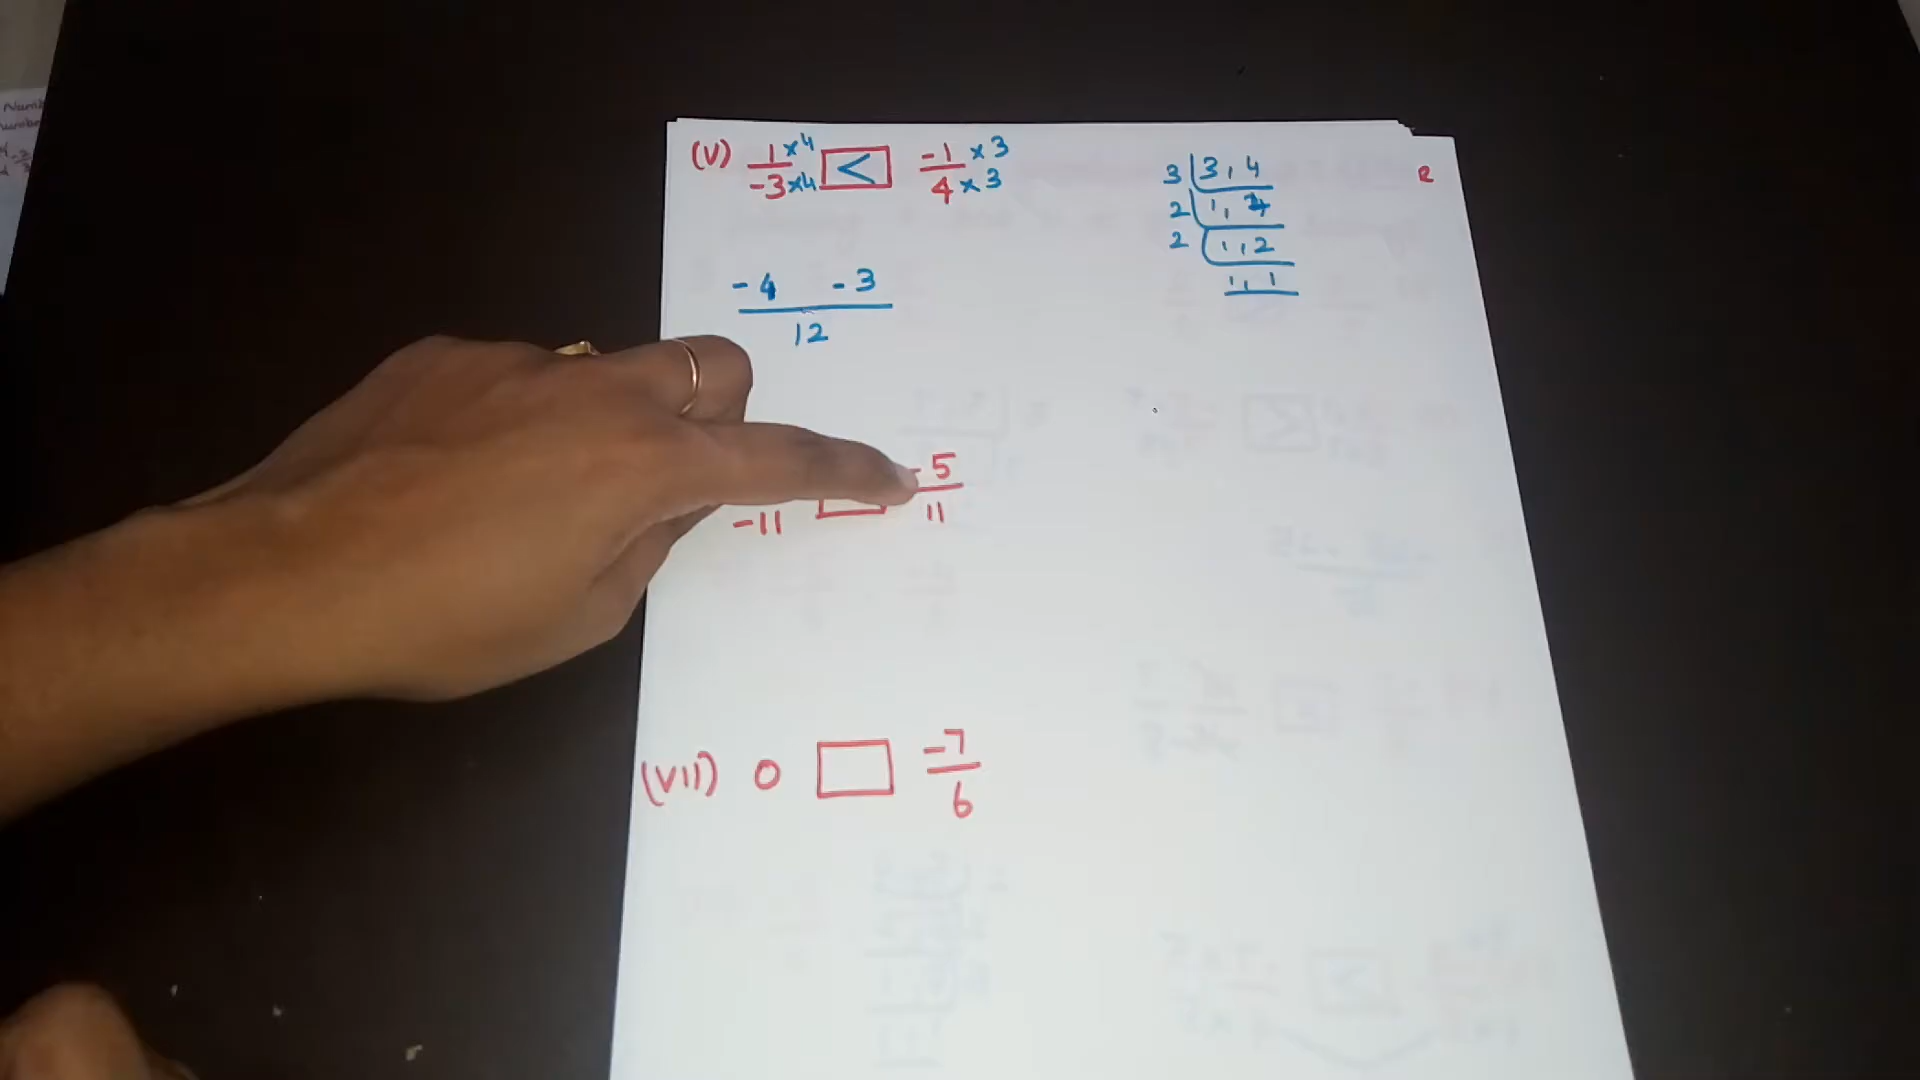 (V) 1×4 / -3×4 < -1×3 / 4×3
3 | 3, 4
2 | 1, 4
2 | 1, 2
1, 1
-4 -3
12
-5
-11 11
(VII) 0 □ -7/6